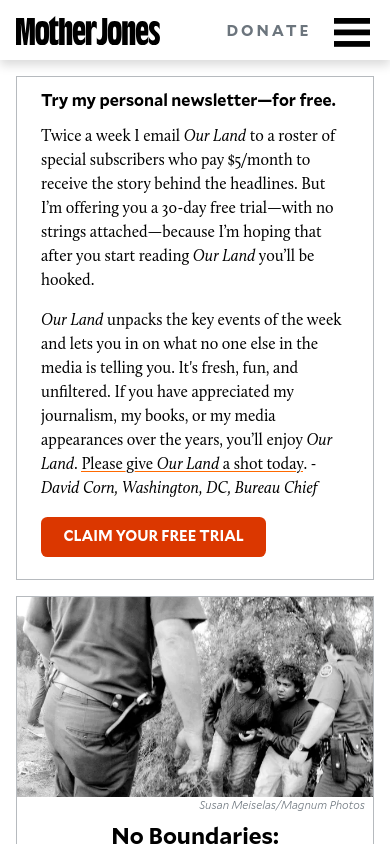 Mother Jones
DONATE
Try my personal newsletter—for free.
Twice a week I email Our Land to a roster of
special subscribers who pay $5/month to
receive the story behind the headlines. But
I’m offering you a 30-day free trial—with no
strings attached—because I’m hoping that
after you start reading Our Land you’ll be
hooked.
Our Land unpacks the key events of the week
and lets you in on what no one else in the
media is telling you. It's fresh, fun, and
unfiltered. If you have appreciated my
journalism, my books, or my media
appearances over the years, you’ll enjoy Our
Land. Please give Our Land a shot today. -
David Corn, Washington, DC, Bureau Chief
CLAIM YOUR FREE TRIAL
Susan Meiselas/Magnum Photos
No Boundaries: